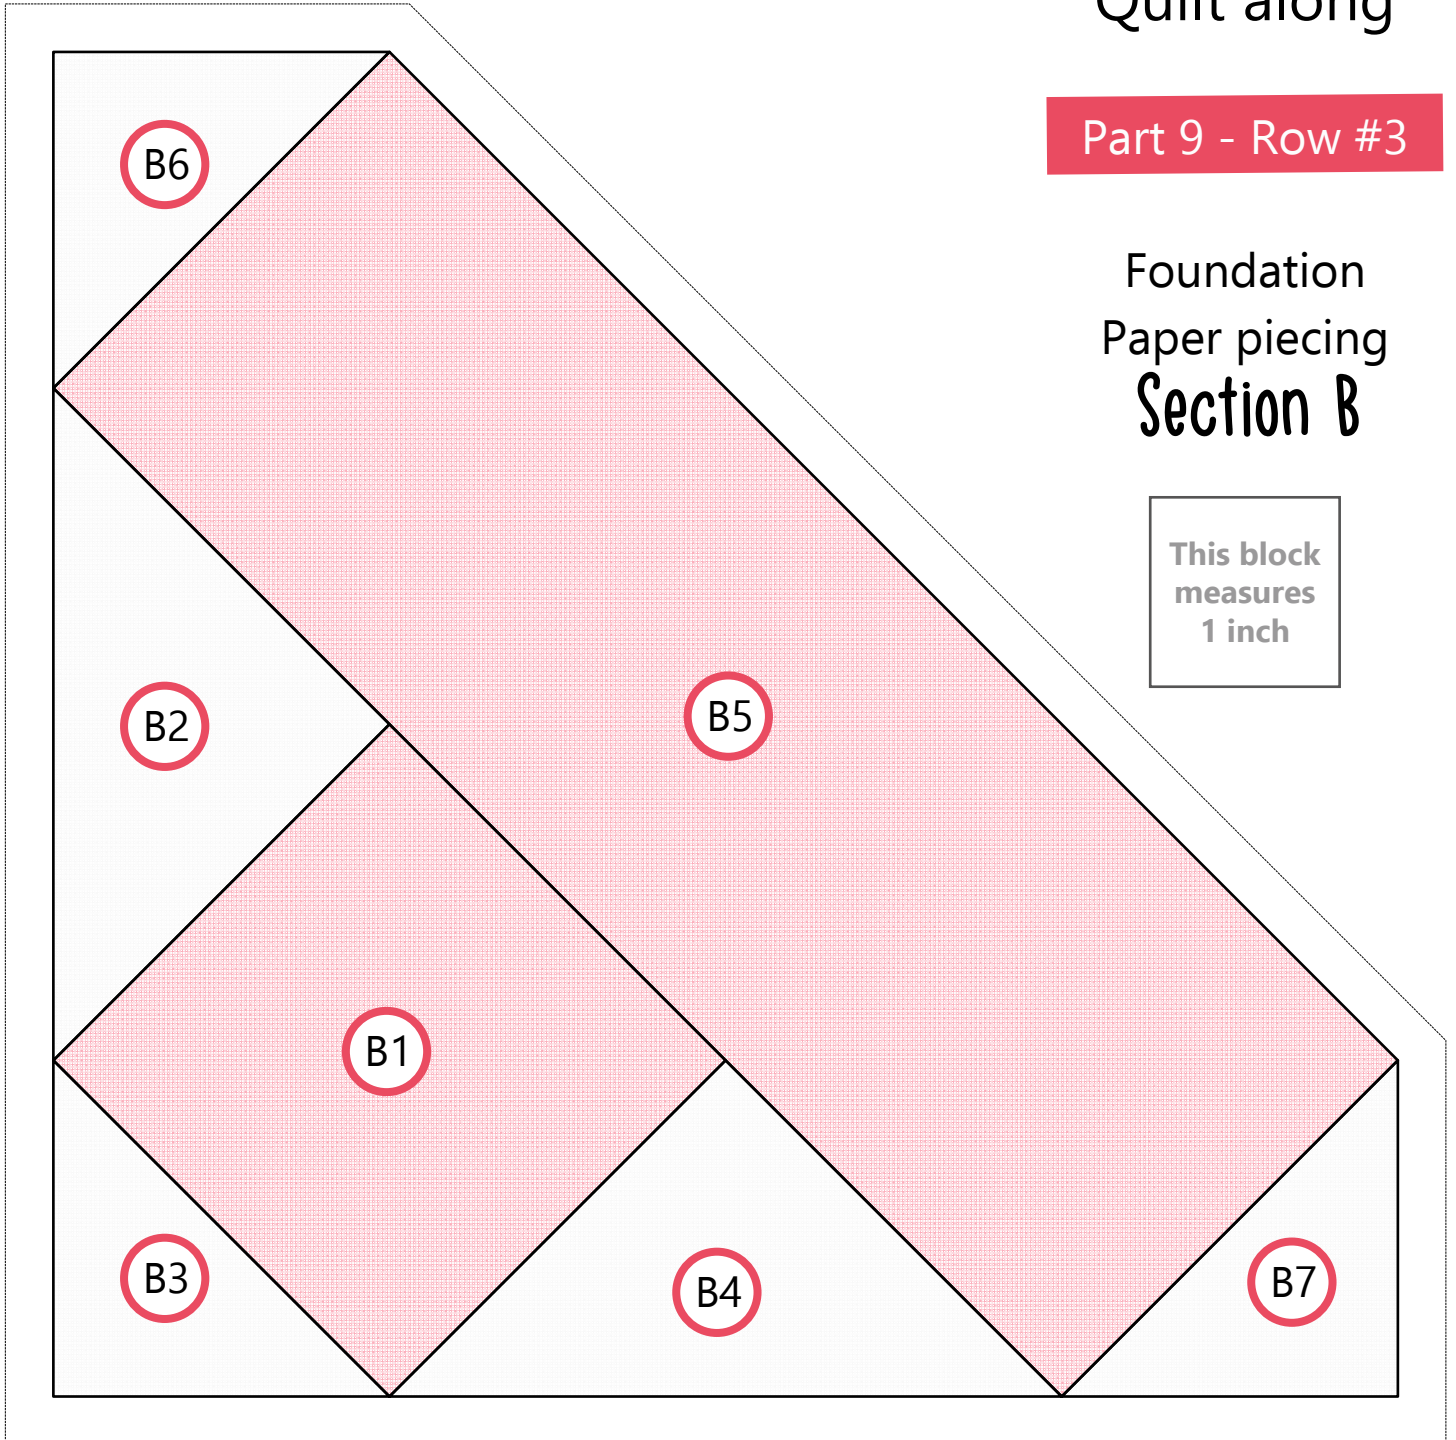 Quilt along
Part 9 - Row #3
Foundation
Paper piecing
Section B
This block
measures
1 inch
B6
B2
B5
B1
B3
B4
B7